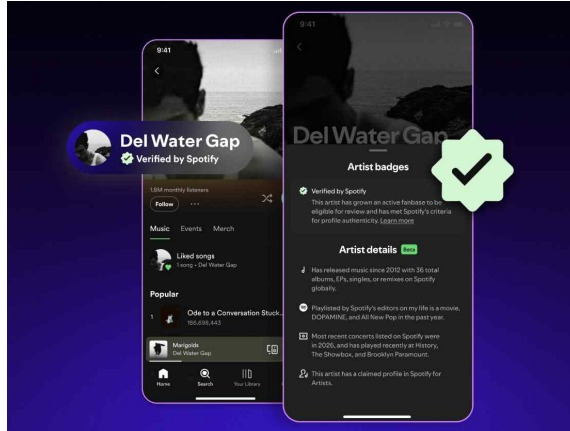 9:41
Del Water Gap
Verified by Spotify
1.9M monthly listeners
Follow
Music Events Merch
Liked songs
1 song • Del Water Gap
Popular
1 Ode to a Conversation Stuck...
186,698,443
Marigolds
Del Water Gap
Home Search Your Library
9:41
Del Water Gap
Artist badges
Verified by Spotify
This artist has grown an active fanbase to be
eligible for review and has met Spotify's criteria
for profile authenticity. Learn more
Artist details Beta
Has released music since 2012 with 36 total
albums, EPs, singles, or remixes on Spotify
globally.
Playlisted by Spotify's editors on my life is a movie,
DOPAMINE, and All New Pop in the past year.
Most recent concerts listed on Spotify were
in 2026, and has played recently at History,
The Showbox, and Brooklyn Paramount.
This artist has a claimed profile in Spotify for
Artists.